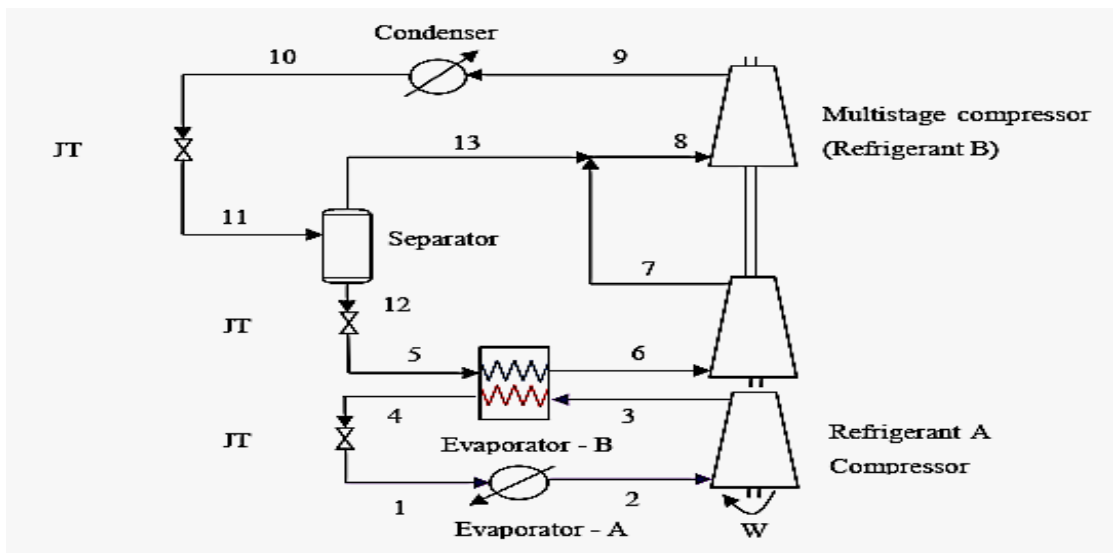 Condenser
10
9
Multistage compressor
(Refrigerant B)
JT
13
8
11
Separator
7
12
JT
5
6
4
3
Refrigerant A
Compressor
JT
Evaporator - B
1
2
Evaporator - A
W